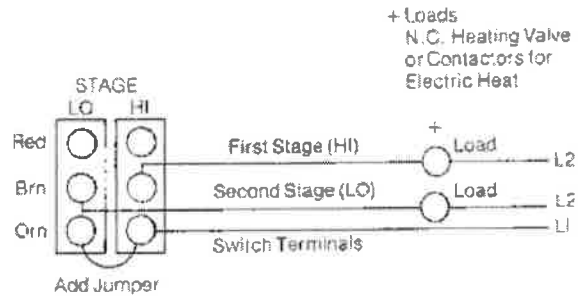 + Loads
N.C. Heating Valve
or Contactors for
Electric Heat
STAGE
LO HI
Red
First Stage (HI)
+
Load
L2
Brn
Second Stage (LO)
Load
L2
Orn
Switch Terminals
L1
Add Jumper